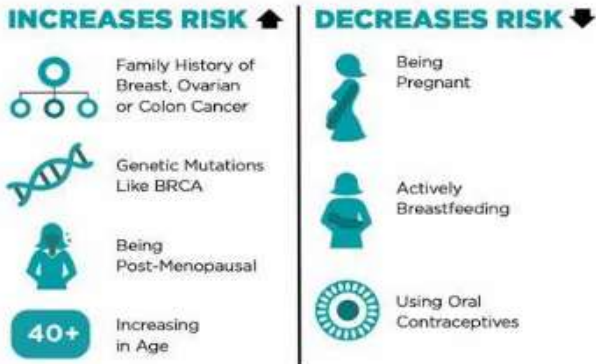 INCREASES RISK
Family History of
Breast, Ovarian
or Colon Cancer
Genetic Mutations
Like BRCA
Being
Post-Menopausal
40+
Increasing
in Age
DECREASES RISK
Being
Pregnant
Actively
Breastfeeding
Using Oral
Contraceptives